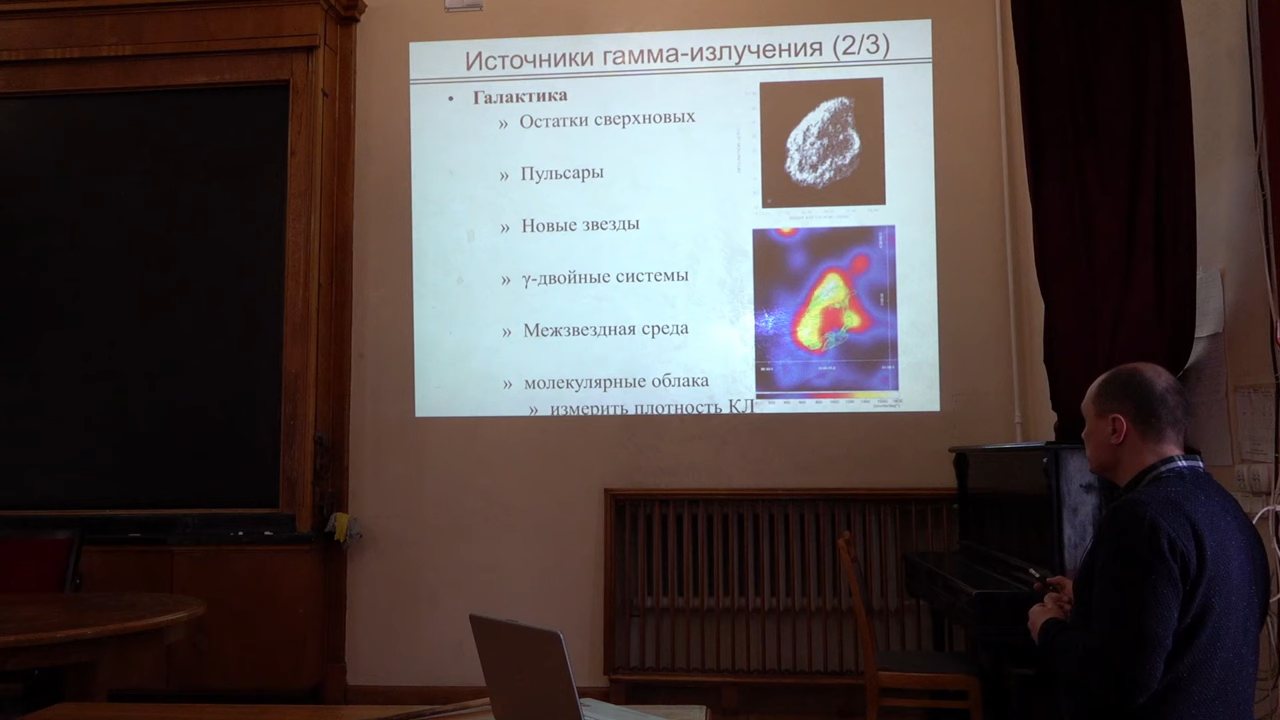 Источники гамма-излучения (2/3)
• Галактика
» Остатки сверхновых
» Пульсары
» Новые звезды
» γ-двойные системы
» Межзвездная среда
» молекулярные облака
» измерить плотность КЛ